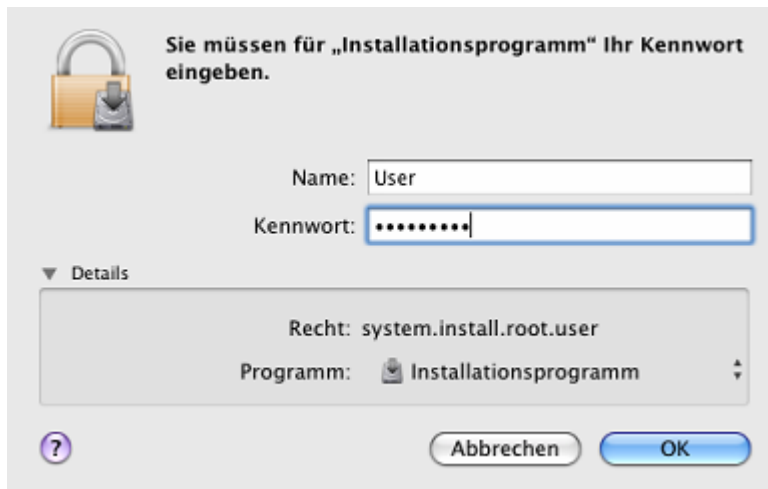 Sie müssen für „Installationsprogramm“ Ihr Kennwort
eingeben.
Name: User
Kennwort: •••••••••
Details
Recht: system.install.root.user
Programm: Installationsprogramm
?
Abbrechen
OK